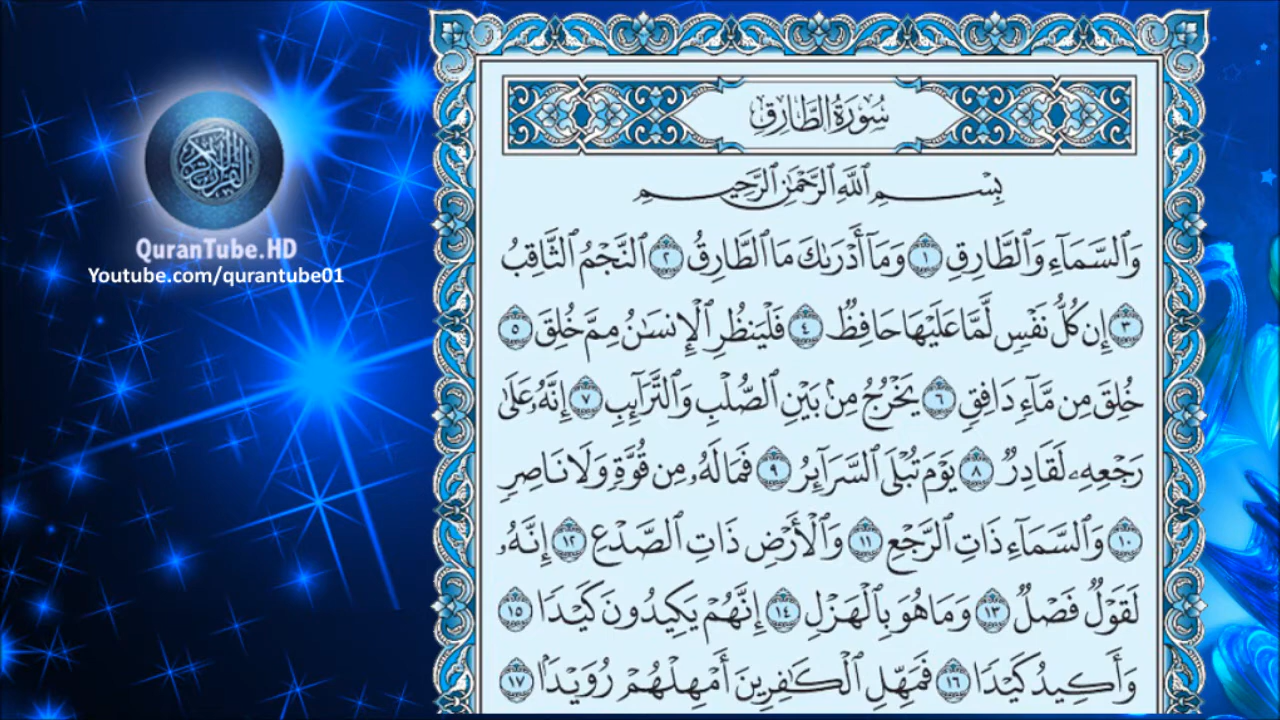 القرآن الكريم
QuranTube.HD
Youtube.com/qurantube01
سُورَةُ الطَّارِقِ
بِسْمِ ٱللَّهِ ٱلرَّحْمَٰنِ ٱلرَّحِيمِ
وَٱلسَّمَآءِ وَٱلطَّارِقِ ١ وَمَآ أَدْرَىٰكَ مَا ٱلطَّارِقُ ٢ ٱلنَّجْمُ ٱلثَّاقِبُ
٣ إِن كُلُّ نَفْسٍ لَّمَّا عَلَيْهَا حَافِظٌ ٤ فَلْيَنظُرِ ٱلْإِنسَٰنُ مِمَّ خُلِقَ ٥
خُلِقَ مِن مَّآءٍ دَافِقٍ ٦ يَخْرُجُ مِنۢ بَيْنِ ٱلصُّلْبِ وَٱلتَّرَآئِبِ ٧ إِنَّهُۥ عَلَىٰ
رَجْعِهِۦ لَقَادِرٌ ٨ يَوْمَ تُبْلَى ٱلسَّرَآئِرُ ٩ فَمَا لَهُۥ مِن قُوَّةٍ وَلَا نَاصِرٍ
١٠ وَٱلسَّمَآءِ ذَاتِ ٱلرَّجْعِ ١١ وَٱلْأَرْضِ ذَاتِ ٱلصَّدْعِ ١٢ إِنَّهُۥ
لَقَوْلٌ فَصْلٌ ١٣ وَمَا هُوَ بِٱلْهَزْلِ ١٤ إِنَّهُمْ يَكِيدُونَ كَيْدًا ١٥
وَأَكِيدُ كَيْدًا ١٦ فَمَهِّلِ ٱلْكَٰفِرِينَ أَمْهِلْهُمْ رُوَيْدًۢا ١٧